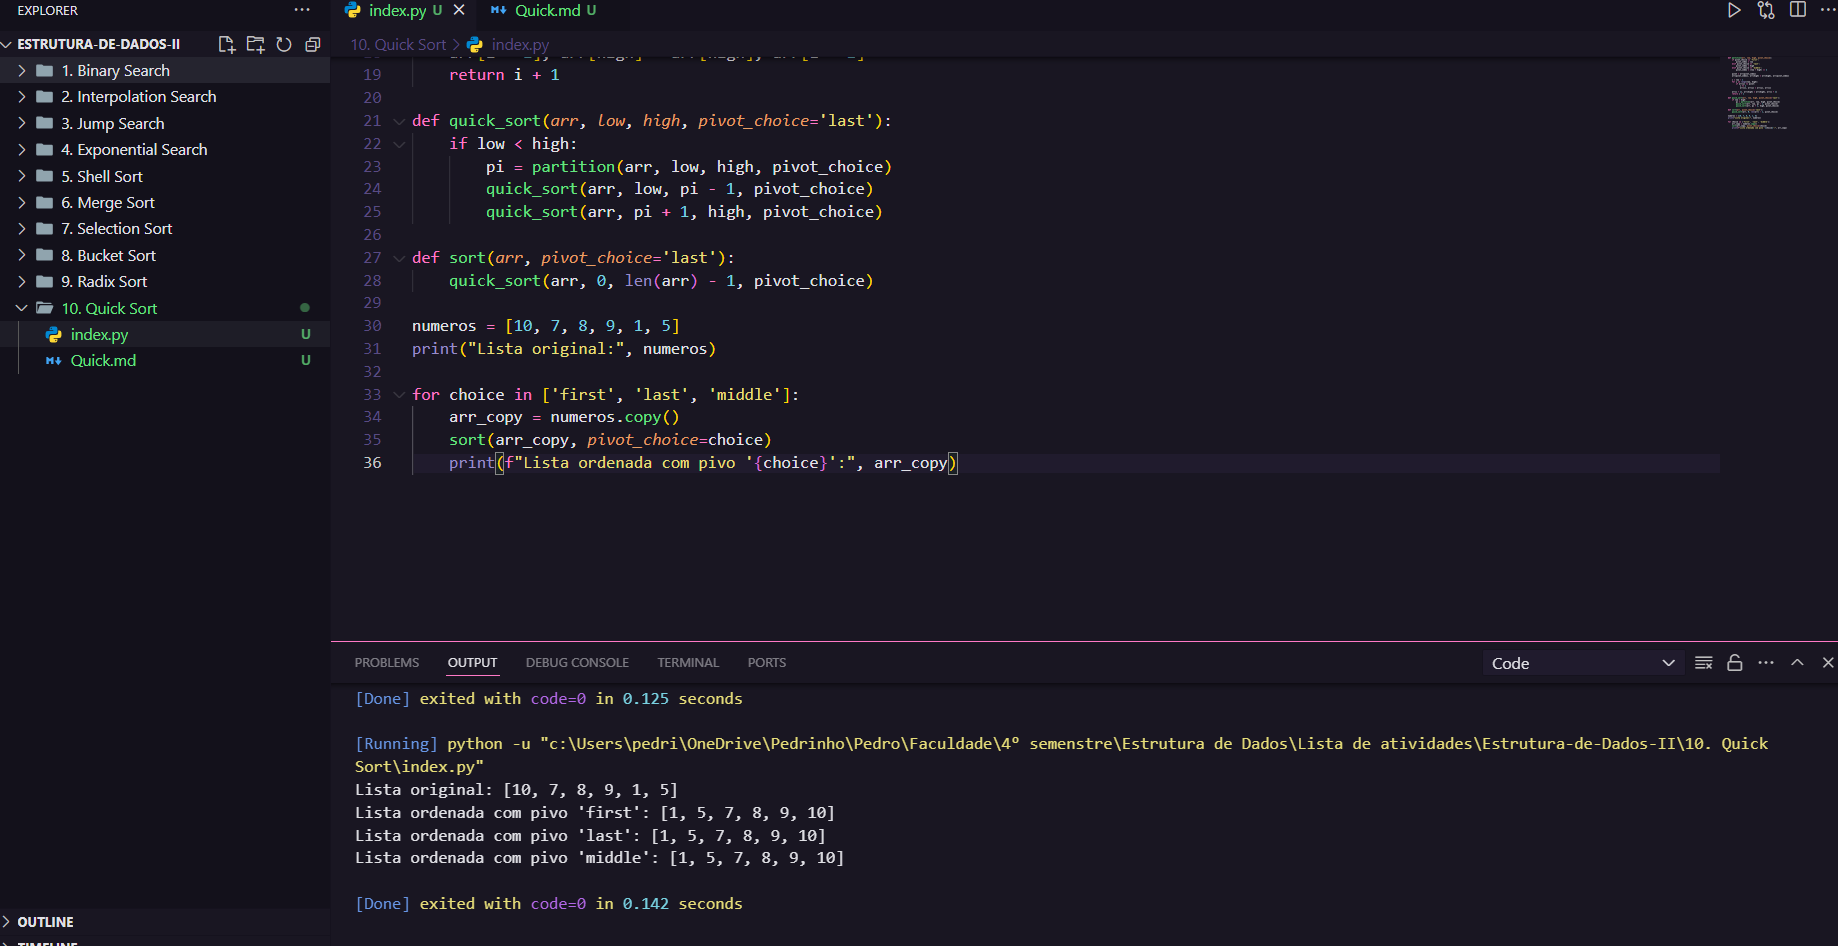 EXPLORER
ESTRUTURA-DE-DADOS-II
1. Binary Search
2. Interpolation Search
3. Jump Search
4. Exponential Search
5. Shell Sort
6. Merge Sort
7. Selection Sort
8. Bucket Sort
9. Radix Sort
10. Quick Sort
index.py U
Quick.md U
OUTLINE
TIMELINE
index.py U
Quick.md U
10. Quick Sort > index.py
19 return i + 1
20
21 def quick_sort(arr, low, high, pivot_choice='last'):
22 if low < high:
23 pi = partition(arr, low, high, pivot_choice)
24 quick_sort(arr, low, pi - 1, pivot_choice)
25 quick_sort(arr, pi + 1, high, pivot_choice)
26
27 def sort(arr, pivot_choice='last'):
28 quick_sort(arr, 0, len(arr) - 1, pivot_choice)
29
30 numeros = [10, 7, 8, 9, 1, 5]
31 print("Lista original:", numeros)
32
33 for choice in ['first', 'last', 'middle']:
34 arr_copy = numeros.copy()
35 sort(arr_copy, pivot_choice=choice)
36 print(f"Lista ordenada com pivo '{choice}':", arr_copy)
PROBLEMS OUTPUT DEBUG CONSOLE TERMINAL PORTS
Code
[Done] exited with code=0 in 0.125 seconds
[Running] python -u "c:\Users\pedri\OneDrive\Pedrinho\Pedro\Faculdade\4º semenstre\Estrutura de Dados\Lista de atividades\Estrutura-de-Dados-II\10. Quick
Sort\index.py"
Lista original: [10, 7, 8, 9, 1, 5]
Lista ordenada com pivo 'first': [1, 5, 7, 8, 9, 10]
Lista ordenada com pivo 'last': [1, 5, 7, 8, 9, 10]
Lista ordenada com pivo 'middle': [1, 5, 7, 8, 9, 10]
[Done] exited with code=0 in 0.142 seconds